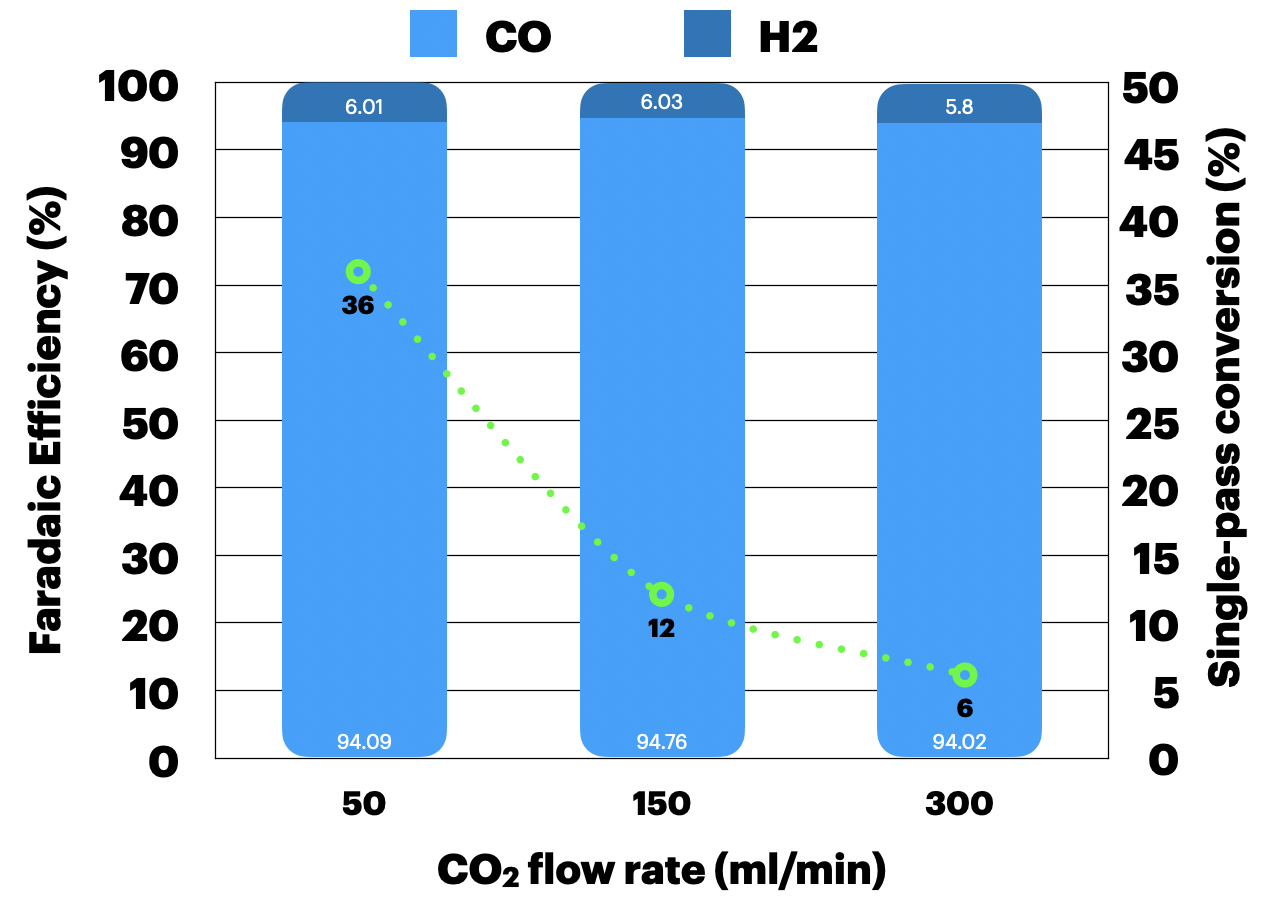 CO H2
100 50
6.01 6.03 5.8
90 45
80 40
70 35
36
60 30
50 25
40 20
30 15
20 10
12
10 5
6
94.09 94.76 94.02
0 0
Faradaic Efficiency (%)
Single-pass conversion (%)
50 150 300
CO₂ flow rate (ml/min)